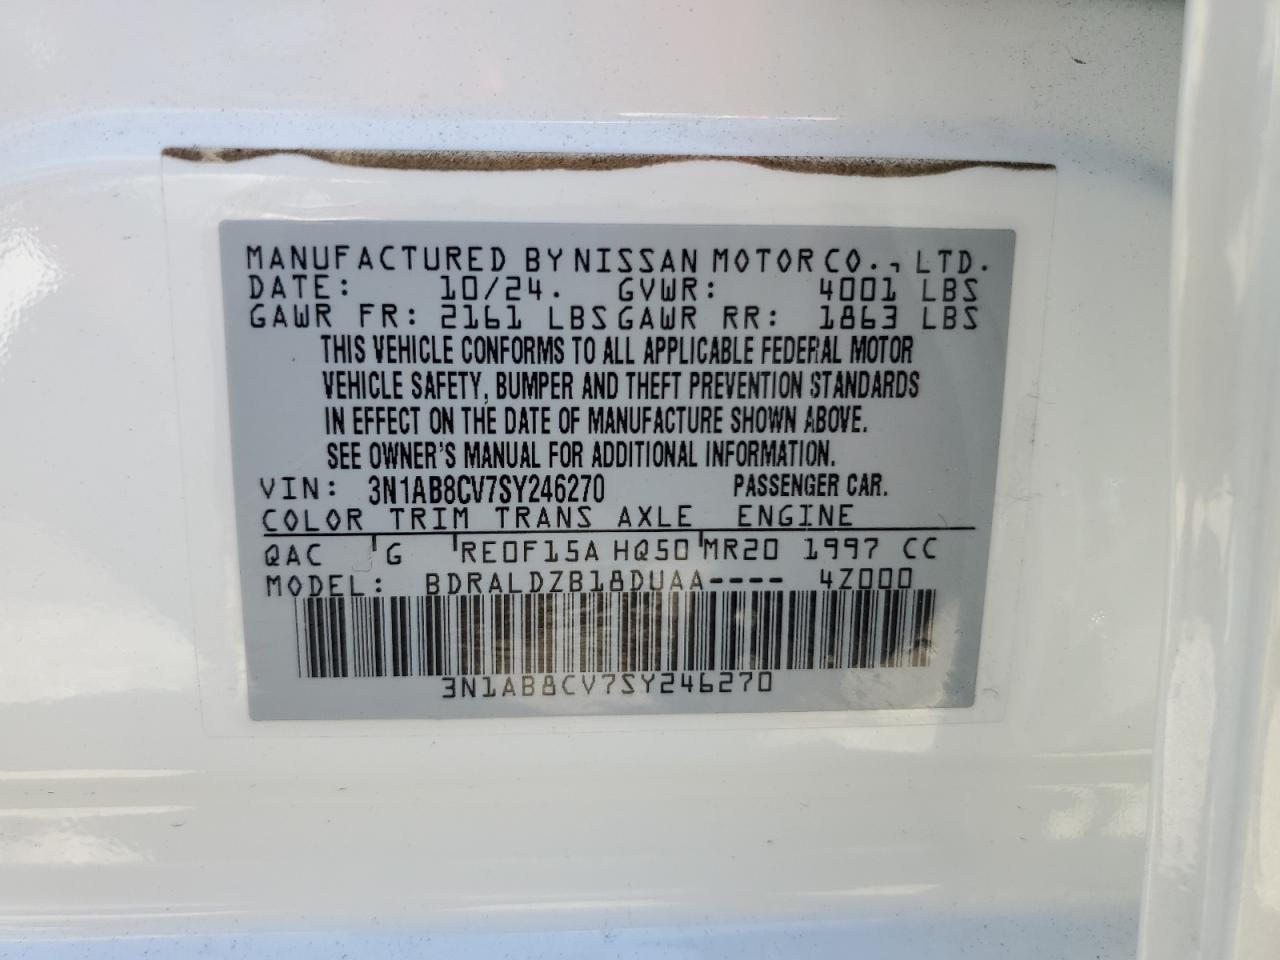 MANUFACTURED BY NISSAN MOTOR CO., LTD.
DATE: 10/24. GVWR: 4001 LBS
GAWR FR: 2161 LBS GAWR RR: 1863 LBS
THIS VEHICLE CONFORMS TO ALL APPLICABLE FEDERAL MOTOR
VEHICLE SAFETY, BUMPER AND THEFT PREVENTION STANDARDS
IN EFFECT ON THE DATE OF MANUFACTURE SHOWN ABOVE.
SEE OWNER'S MANUAL FOR ADDITIONAL INFORMATION.
VIN: 3N1AB8CV7SY246270 PASSENGER CAR.
COLOR TRIM TRANS AXLE ENGINE
QAC G RE0F15A HQ50 MR20 1997 CC
MODEL: BDRALDZB18DUAA---- 4Z000
3N1AB8CV7SY246270